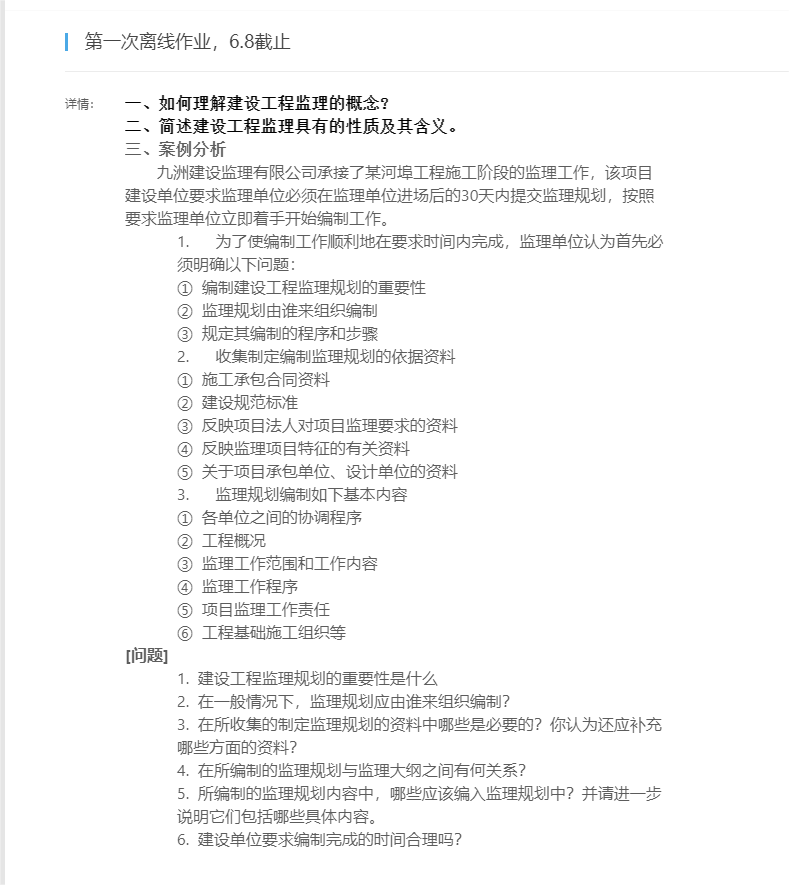 第一次离线作业，6.8截止
详情： 一、如何理解建设工程监理的概念？
二、简述建设工程监理具有的性质及其含义。
三、案例分析
九洲建设监理有限公司承接了某河埠工程施工阶段的监理工作，该项目
建设单位要求监理单位必须在监理单位进场后的30天内提交监理规划，按照
要求监理单位立即着手开始编制工作。
1. 为了使编制工作顺利地在要求时间内完成，监理单位认为首先必
须明确以下问题：
① 编制建设工程监理规划的重要性
② 监理规划由谁来组织编制
③ 规定其编制的程序和步骤
2. 收集制定编制监理规划的依据资料
① 施工承包合同资料
② 建设规范标准
③ 反映项目法人对项目监理要求的资料
④ 反映监理项目特征的有关资料
⑤ 关于项目承包单位、设计单位的资料
3. 监理规划编制如下基本内容
① 各单位之间的协调程序
② 工程概况
③ 监理工作范围和工作内容
④ 监理工作程序
⑤ 项目监理工作责任
⑥ 工程基础施工组织等
[问题]
1. 建设工程监理规划的重要性是什么
2. 在一般情况下，监理规划应由谁来组织编制？
3. 在所收集的制定监理规划的资料中哪些是必要的？你认为还应补充
哪些方面的资料？
4. 在所编制的监理规划与监理大纲之间有何关系？
5. 所编制的监理规划内容中，哪些应该编入监理规划中？并请进一步
说明它们包括哪些具体内容。
6. 建设单位要求编制完成的时间合理吗？